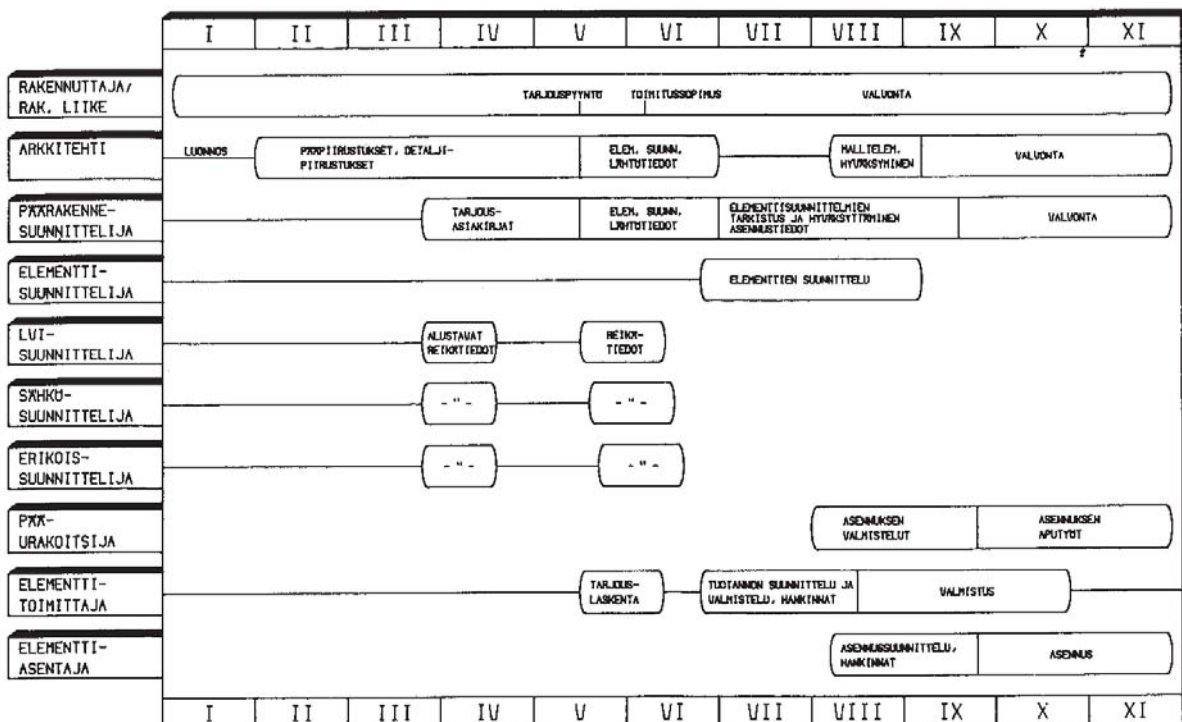 I II III IV V VI VII VIII IX X XI
RAKENNUTTAJA/
RAK. LIIKE
TARJOUSPYYNTÖ TOIMITUSSOPIMUS VALVONTA
ARKKITEHTI
LUONNOS
PÄÄPIIRUSTUKSET, DETALJI-
PIIRUSTUKSET
ELEM. SUUNN.
LÄHTÖTIEDOT
MALLIELEM.
HYVÄKSYMINEN
VALVONTA
PÄÄRAKENNE-
SUUNNITTELIJA
TARJOUS-
ASIAKIRJAT
ELEM. SUUNN.
LÄHTÖTIEDOT
ELEMENTTISUUNNITTELMIEN
TARKISTUS JA HYVÄKSYTTÄMINEN
ASENNUSTIEDOT
VALVONTA
ELEMENTTI-
SUUNNITTELIJA
ELEMENTTIEN SUUNNITTELU
LVI-
SUUNNITTELIJA
ALUSTAVAT
REIKÄTIEDOT
REIKÄ-
TIEDOT
SÄHKÖ-
SUUNNITTELIJA
- " - - " -
ERIKOIS-
SUUNNITTELIJA
- " - - " -
PÄÄ-
URAKOITSIJA
ASENNUKSEN
VALMISTELUT
ASENNUKSEN
APUTYÖT
ELEMENTTI-
TOIMITTAJA
TARJOUS-
LASKENTA
TUOTANNON SUUNNITTELU JA
VALMISTELU, HANKINNAT
VALMISTUS
ELEMENTTI-
ASENTAJA
ASENNUSSUUNNITTELU,
HANKINNAT
ASENNUS
I II III IV V VI VII VIII IX X XI